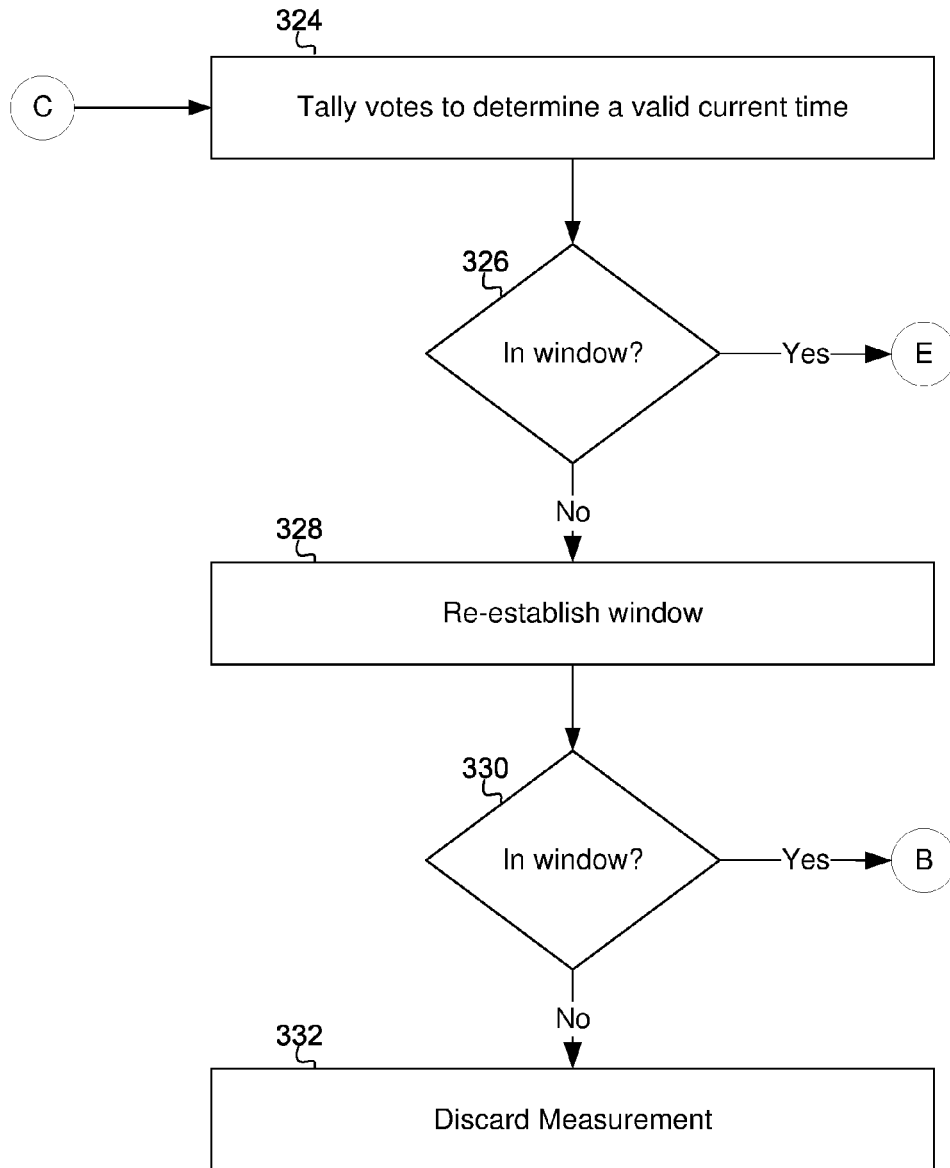 324
C
Tally votes to determine a valid current time
326
In window?
Yes
E
No
328
Re-establish window
330
In window?
Yes
B
No
332
Discard Measurement